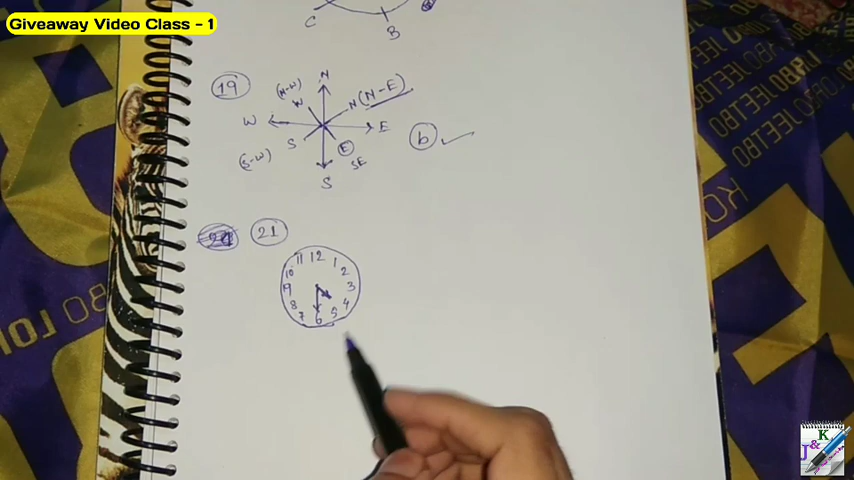 Giveaway Video Class - 1
C
B
19
N
(N-W)
N
N (N-E)
W
E
S
(S-W)
E
SE
S
b
21
11 12 1
10 2
9 3
8 4
7 6 5
J&K